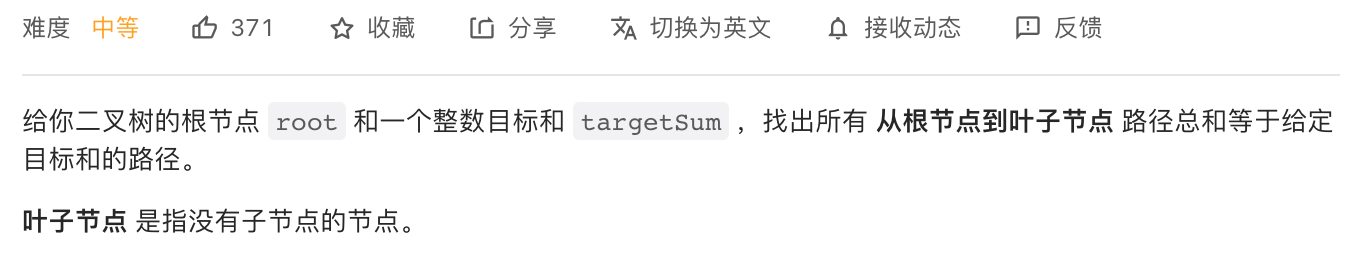 难度 中等 371 收藏 分享 切换为英文 接收动态 反馈
给你二叉树的根节点 root 和一个整数目标和 targetSum ，找出所有 从根节点到叶子节点 路径总和等于给定
目标和的路径。
叶子节点 是指没有子节点的节点。